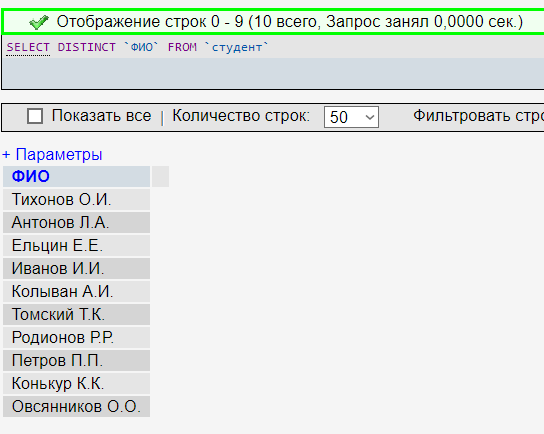 Отображение строк 0 - 9 (10 всего, Запрос занял 0,0000 сек.)
SELECT DISTINCT `ФИО` FROM `студент`
Показать все | Количество строк: 50 Фильтровать стро
+ Параметры
ФИО
Тихонов О.И.
Антонов Л.А.
Ельцин Е.Е.
Иванов И.И.
Колыван А.И.
Томский Т.К.
Родионов Р.Р.
Петров П.П.
Конькур К.К.
Овсянников О.О.